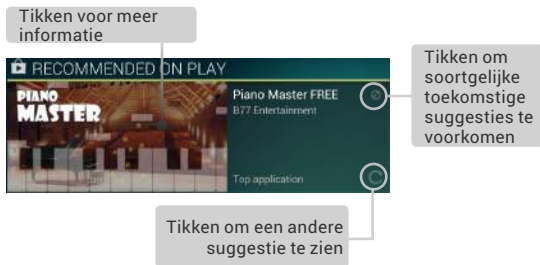 Tikken voor meer
informatie
RECOMMENDED ON PLAY
PIANO
MASTER
Piano Master FREE
B77 Entertainment
Top application
Tikken om
soortgelijke
toekomstige
suggesties te
voorkomen
Tikken om een andere
suggestie te zien